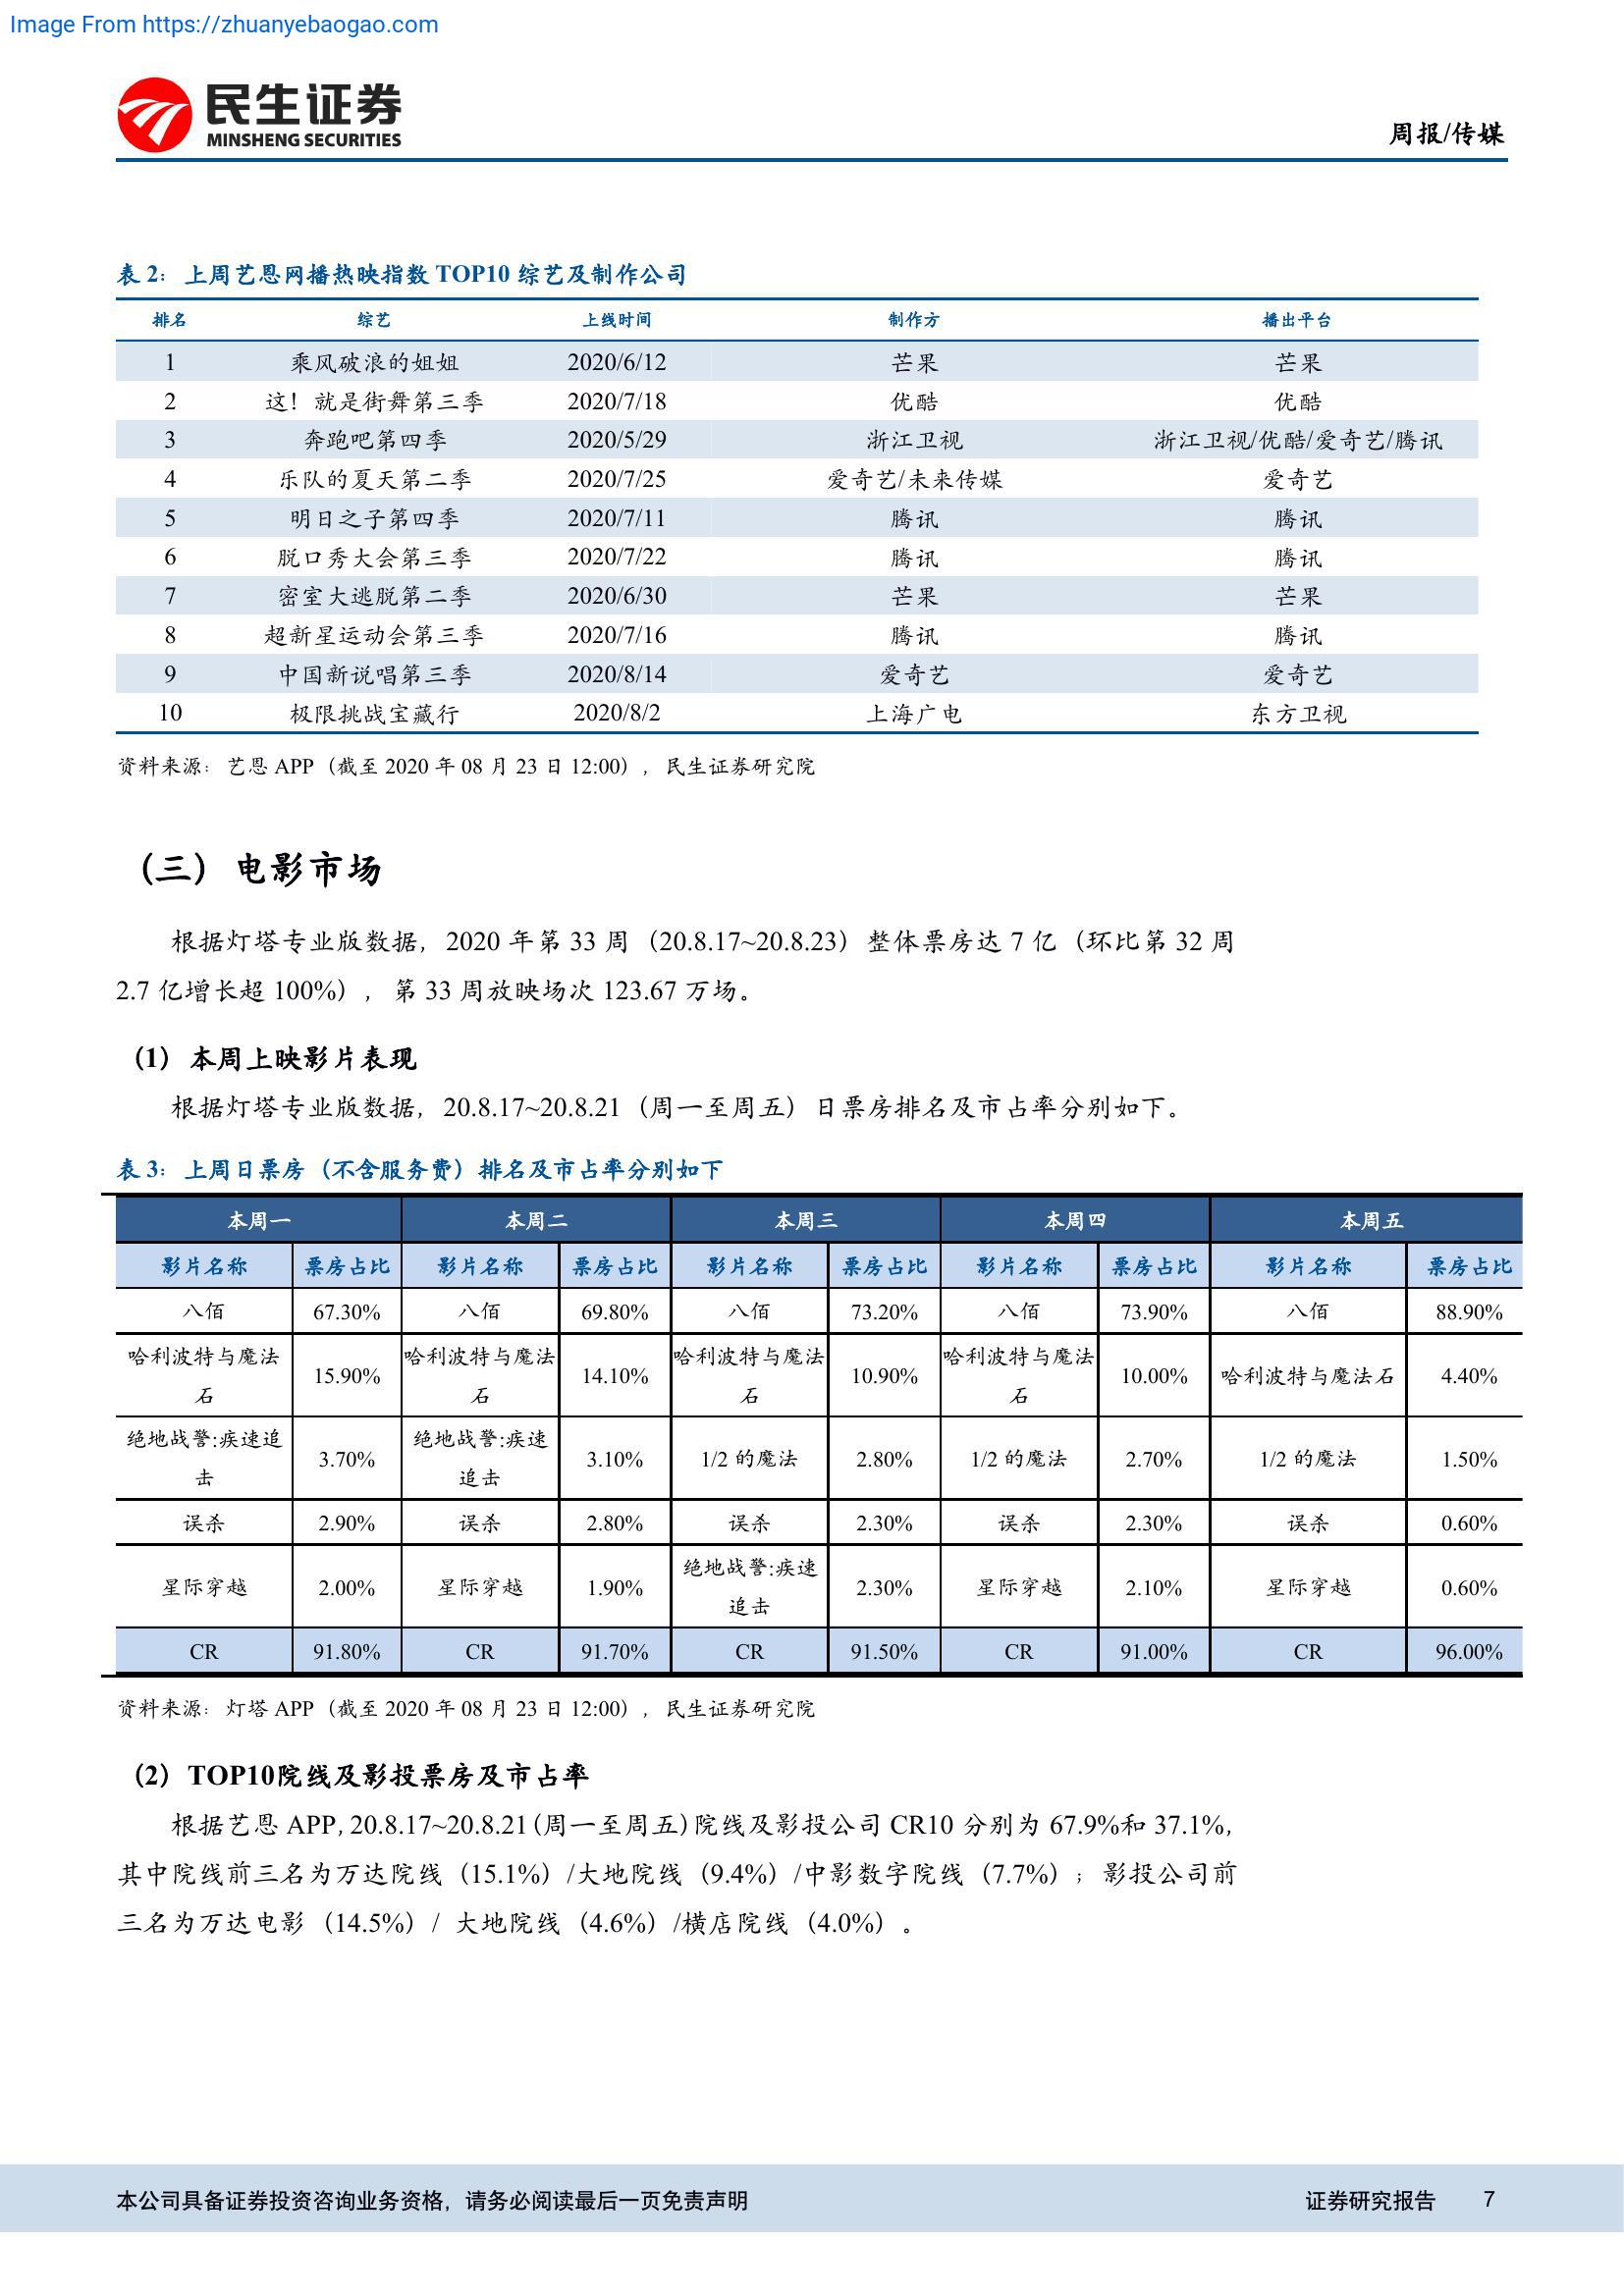 Image From https://zhuanyebaogao.com
民生证券
MINSHENG SECURITIES
周报/传媒
表 2：上周艺恩网播热映指数 TOP10 综艺及制作公司
排名 综艺 上线时间 制作方 播出平台
1 乘风破浪的姐姐 2020/6/12 芒果 芒果
2 这！就是街舞第三季 2020/7/18 优酷 优酷
3 奔跑吧第四季 2020/5/29 浙江卫视 浙江卫视/优酷/爱奇艺/腾讯
4 乐队的夏天第二季 2020/7/25 爱奇艺/未来传媒 爱奇艺
5 明日之子第四季 2020/7/11 腾讯 腾讯
6 脱口秀大会第三季 2020/7/22 腾讯 腾讯
7 密室大逃脱第二季 2020/6/30 芒果 芒果
8 超新星运动会第三季 2020/7/16 腾讯 腾讯
9 中国新说唱第三季 2020/8/14 爱奇艺 爱奇艺
10 极限挑战宝藏行 2020/8/2 上海广电 东方卫视
资料来源：艺恩 APP（截至 2020 年 08 月 23 日 12:00），民生证券研究院
（三）电影市场
根据灯塔专业版数据，2020 年第 33 周（20.8.17~20.8.23）整体票房达 7 亿（环比第 32 周
2.7 亿增长超 100%），第 33 周放映场次 123.67 万场。
（1）本周上映影片表现
根据灯塔专业版数据，20.8.17~20.8.21（周一至周五）日票房排名及市占率分别如下。
表 3：上周日票房（不含服务费）排名及市占率分别如下
本周一 本周二 本周三 本周四 本周五
影片名称 票房占比 影片名称 票房占比 影片名称 票房占比 影片名称 票房占比 影片名称 票房占比
八佰 67.30% 八佰 69.80% 八佰 73.20% 八佰 73.90% 八佰 88.90%
哈利波特与魔法 哈利波特与魔法 哈利波特与魔法 哈利波特与魔法
15.90% 14.10% 10.90% 10.00% 哈利波特与魔法石 4.40%
石 石 石 石
绝地战警:疾速追 绝地战警:疾速
3.70% 3.10% 1/2 的魔法 2.80% 1/2 的魔法 2.70% 1/2 的魔法 1.50%
击 追击
误杀 2.90% 误杀 2.80% 误杀 2.30% 误杀 2.30% 误杀 0.60%
绝地战警:疾速
星际穿越 2.00% 星际穿越 1.90% 2.30% 星际穿越 2.10% 星际穿越 0.60%
追击
CR 91.80% CR 91.70% CR 91.50% CR 91.00% CR 96.00%
资料来源：灯塔 APP（截至 2020 年 08 月 23 日 12:00），民生证券研究院
（2）TOP10院线及影投票房及市占率
根据艺恩 APP，20.8.17~20.8.21（周一至周五）院线及影投公司 CR10 分别为 67.9%和 37.1%，
其中院线前三名为万达院线（15.1%）/大地院线（9.4%）/中影数字院线（7.7%）；影投公司前
三名为万达电影（14.5%）/ 大地院线（4.6%）/横店院线（4.0%）。
本公司具备证券投资咨询业务资格，请务必阅读最后一页免责声明 证券研究报告 7